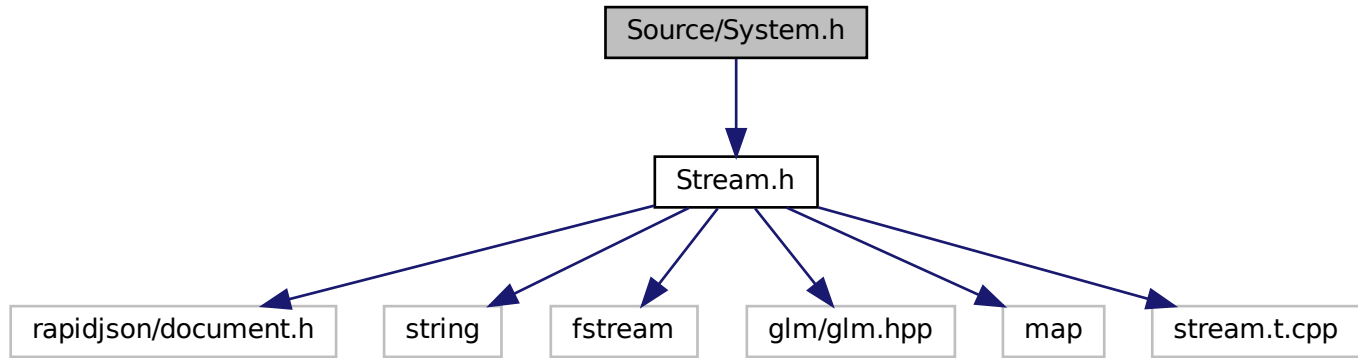 Source/System.h
Stream.h
rapidjson/document.h
string
fstream
glm/glm.hpp
map
stream.t.cpp